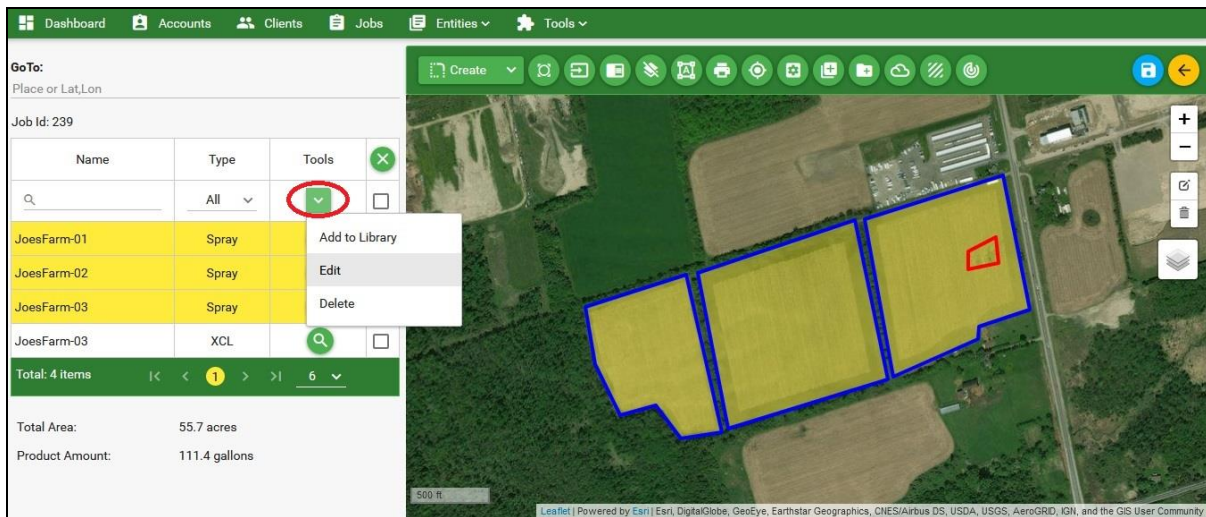 Dashboard Accounts Clients Jobs Entities Tools
GoTo:
Place or Lat,Lon
Job Id: 239
Name Type Tools
All
JoesFarm-01 Spray
JoesFarm-02 Spray
JoesFarm-03 Spray
JoesFarm-03 XCL
Add to Library
Edit
Delete
Total: 4 items 1 6
Total Area: 55.7 acres
Product Amount: 111.4 gallons
Create
A
+
−
500 ft
Leaflet | Powered by Esri | Esri, DigitalGlobe, GeoEye, Earthstar Geographics, CNES/Airbus DS, USDA, USGS, AeroGRID, IGN, and the GIS User Community